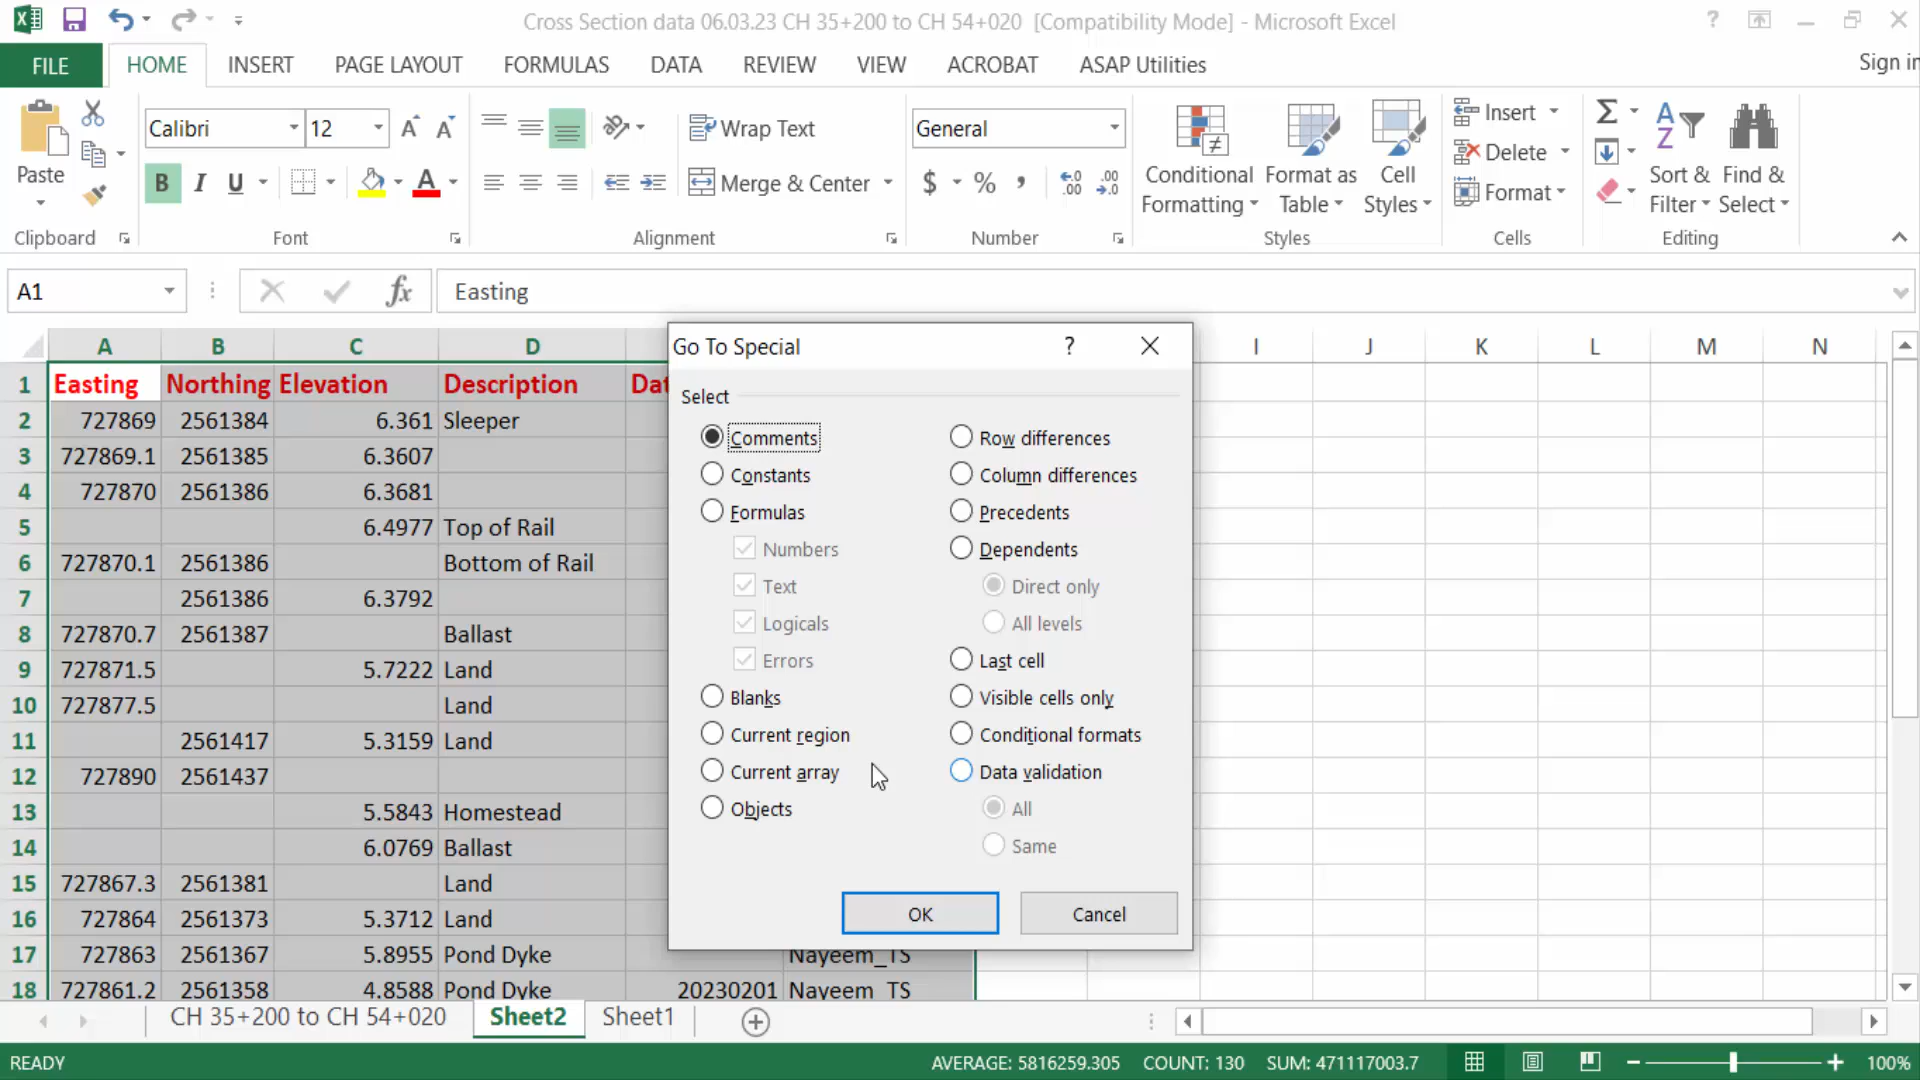 Cross Section data 06.03.23 CH 35+200 to CH 54+020 [Compatibility Mode] - Microsoft Excel
FILE HOME INSERT PAGE LAYOUT FORMULAS DATA REVIEW VIEW ACROBAT ASAP Utilities Sign in
Calibri 12 Wrap Text General Insert
Paste B I U A Merge & Center $ % , Conditional Formatting Format as Table Cell Styles Delete Format Sort & Filter Find & Select
Clipboard Font Alignment Number Styles Cells Editing
A1 fx Easting
A B C D I J K L M N
1 Easting Northing Elevation Description Dat
2 727869 2561384 6.361 Sleeper
3 727869.1 2561385 6.3607
4 727870 2561386 6.3681
5 6.4977 Top of Rail
6 727870.1 2561386 Bottom of Rail
7 2561386 6.3792
8 727870.7 2561387 Ballast
9 727871.5 5.7222 Land
10 727877.5 Land
11 2561417 5.3159 Land
12 727890 2561437
13 5.5843 Homestead
14 6.0769 Ballast
15 727867.3 2561381 Land
16 727864 2561373 5.3712 Land
17 727863 2561367 5.8955 Pond Dyke Nayeem_TS
18 727861.2 2561358 4.8588 Pond Dyke 20230201 Nayeem_TS
Go To Special ?
Select
Comments Row differences
Constants Column differences
Formulas Precedents
Numbers Dependents
Text Direct only
Logicals All levels
Errors Last cell
Blanks Visible cells only
Current region Conditional formats
Current array Data validation
Objects All
Same
OK Cancel
CH 35+200 to CH 54+020 Sheet2 Sheet1
READY AVERAGE: 5816259.305 COUNT: 130 SUM: 471117003.7 100%